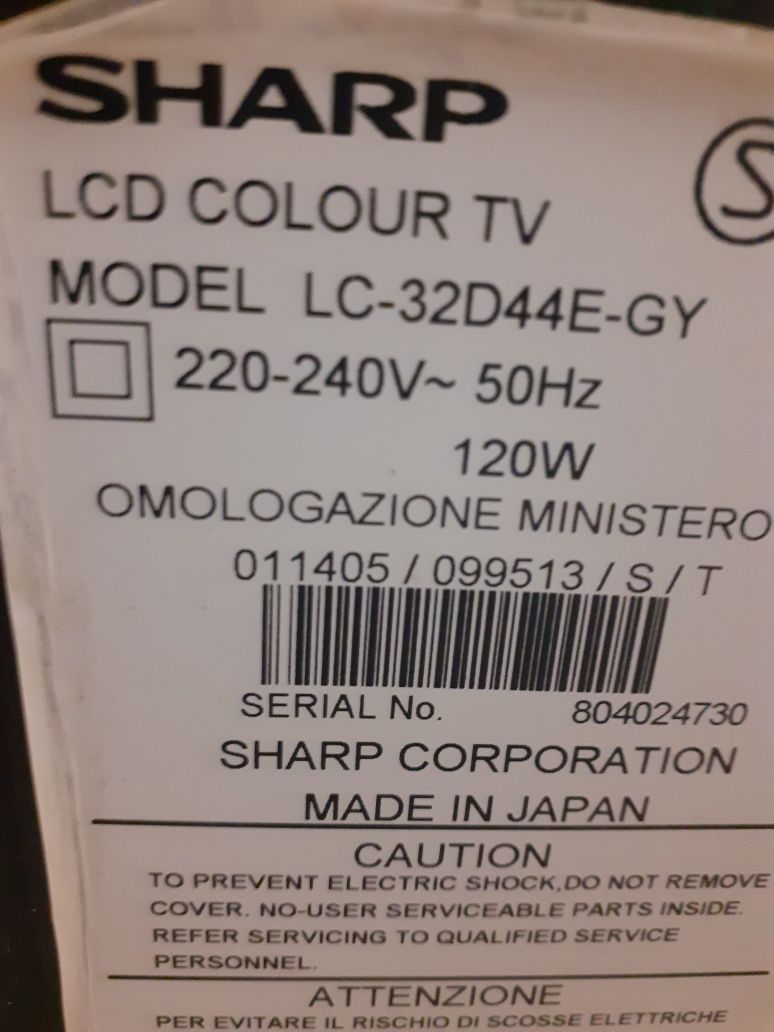 SHARP
LCD COLOUR TV
S
MODEL LC-32D44E-GY
220-240V~ 50Hz
120W
OMOLOGAZIONE MINISTERO
011405 / 099513 / S / T
SERIAL No. 804024730
SHARP CORPORATION
MADE IN JAPAN
CAUTION
TO PREVENT ELECTRIC SHOCK,DO NOT REMOVE
COVER. NO-USER SERVICEABLE PARTS INSIDE.
REFER SERVICING TO QUALIFIED SERVICE
PERSONNEL.
ATTENZIONE
PER EVITARE IL RISCHIO DI SCOSSE ELETTRICHE